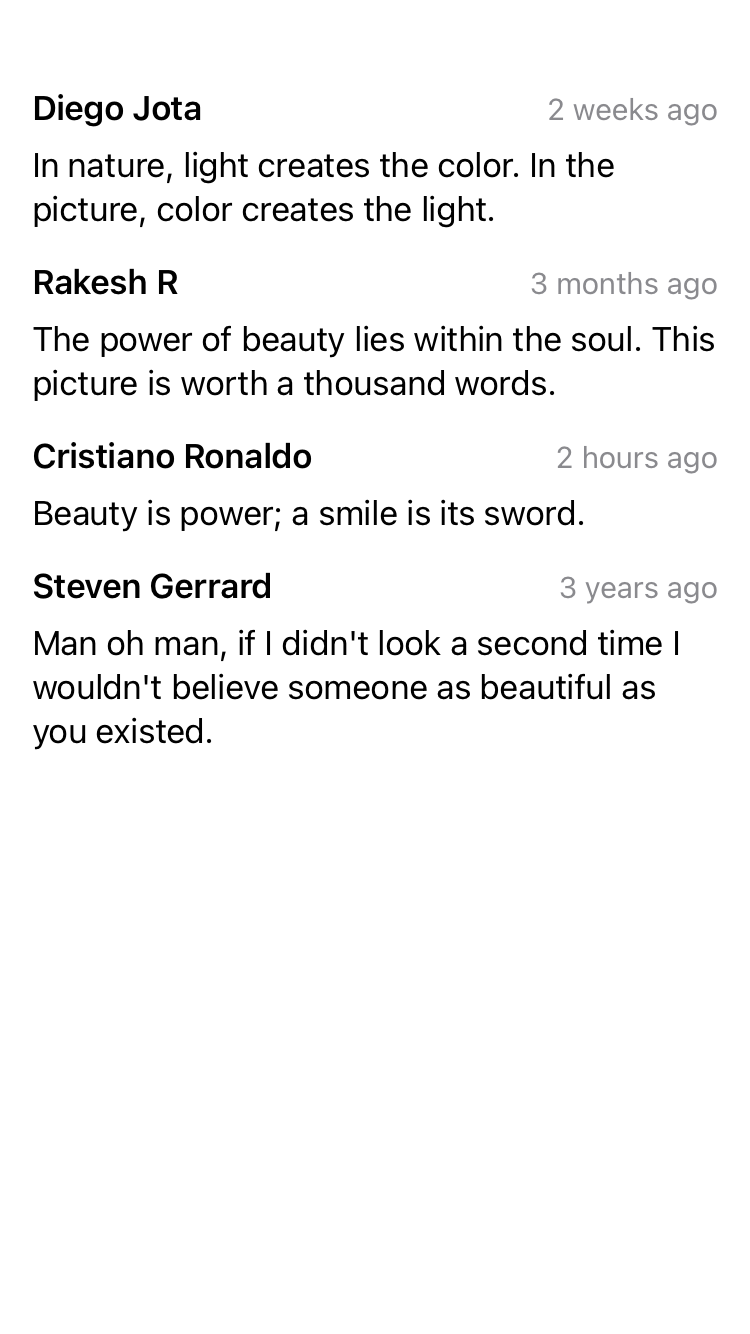 Diego Jota 2 weeks ago
In nature, light creates the color. In the
picture, color creates the light.
Rakesh R 3 months ago
The power of beauty lies within the soul. This
picture is worth a thousand words.
Cristiano Ronaldo 2 hours ago
Beauty is power; a smile is its sword.
Steven Gerrard 3 years ago
Man oh man, if I didn't look a second time I
wouldn't believe someone as beautiful as
you existed.